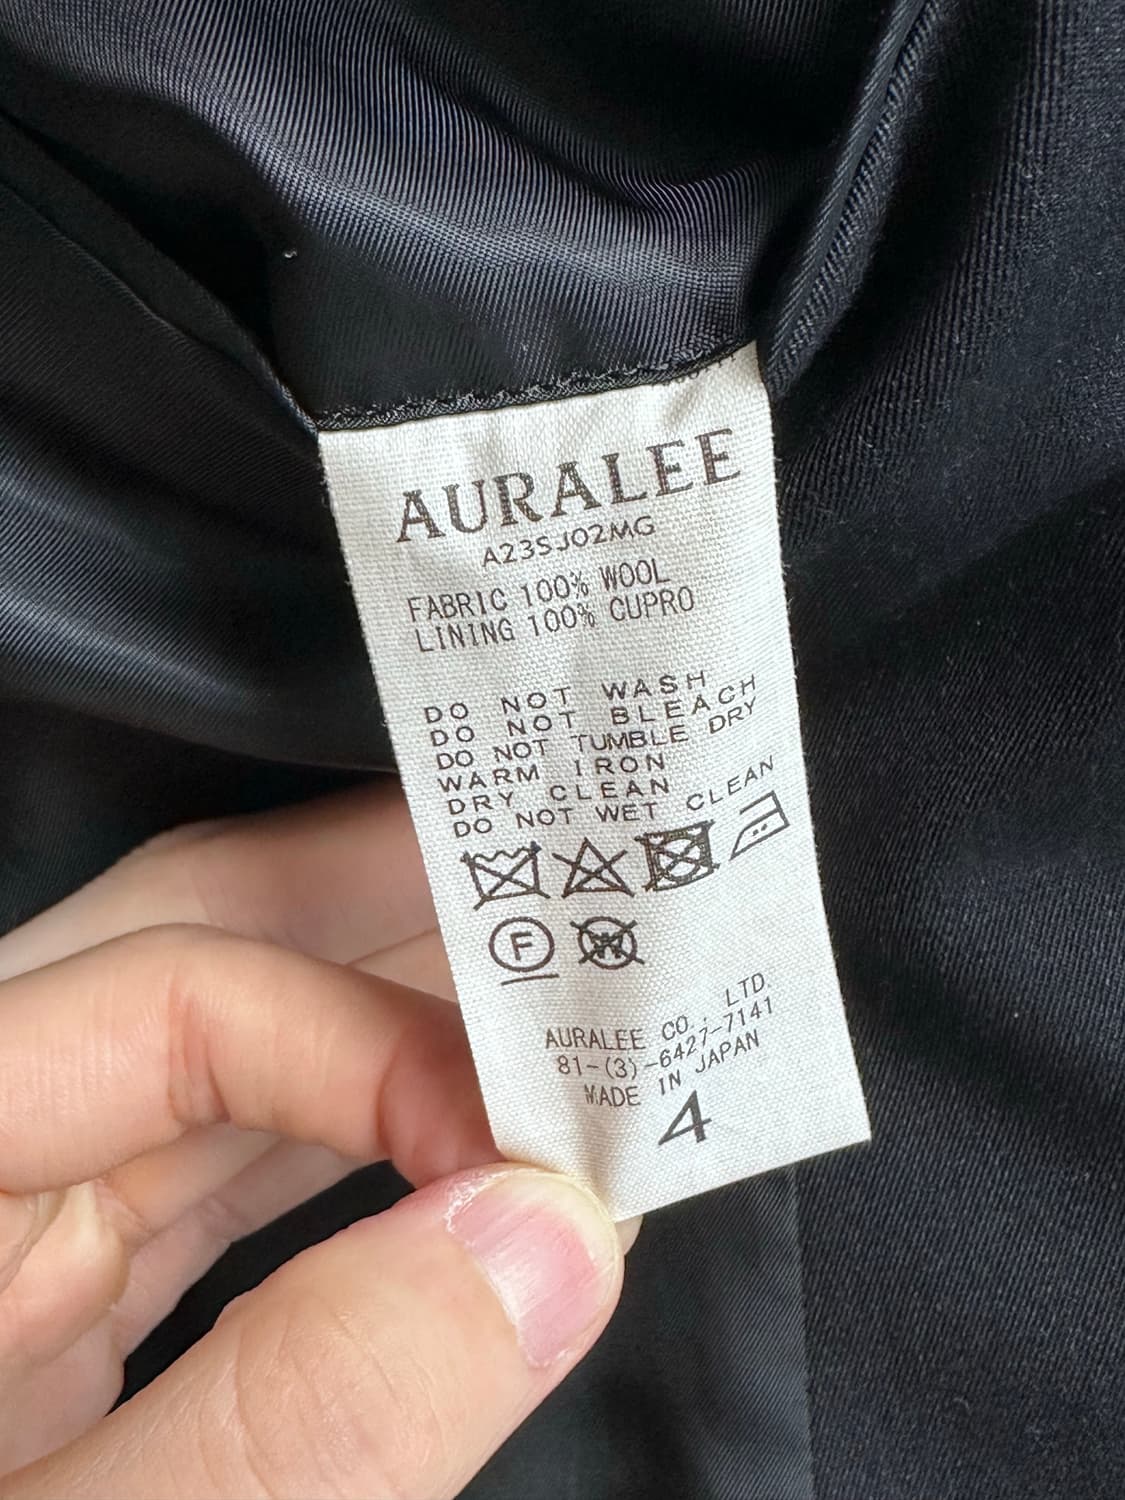 AURALEE
A23SJ02MG
FABRIC 100% WOOL
LINING 100% CUPRO
DO NOT WASH
DO NOT BLEACH
DO NOT TUMBLE DRY
WARM IRON
DRY CLEAN
DO NOT WET CLEAN
F
W
AURALEE CO., LTD.
81-(3)-6427-7141
MADE IN JAPAN
4